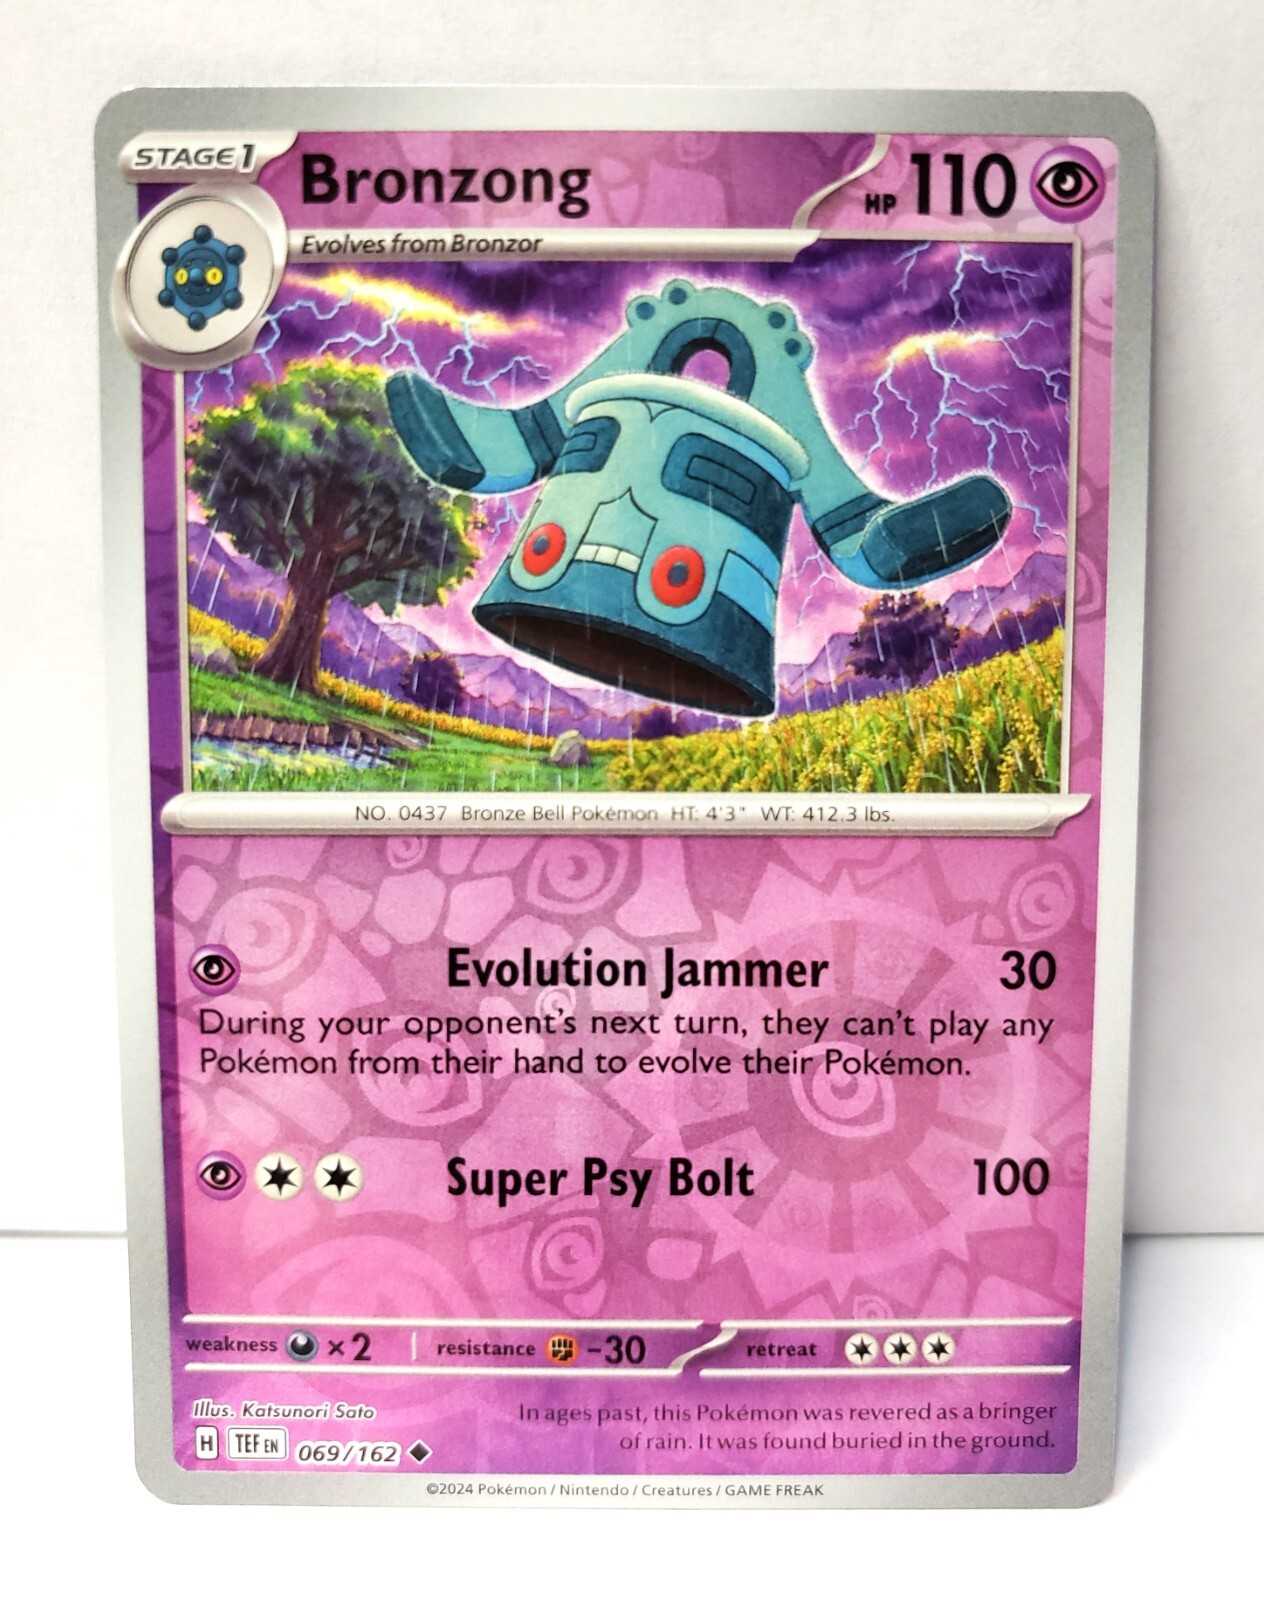 STAGE 1
Bronzong
HP 110
Evolves from Bronzor
NO. 0437 Bronze Bell Pokémon HT: 4'3" WT: 412.3 lbs.
Evolution Jammer 30
During your opponent's next turn, they can't play any
Pokémon from their hand to evolve their Pokémon.
Super Psy Bolt 100
weakness ×2 resistance -30 retreat
Illus. Katsunori Sato
H TEF EN 069/162
In ages past, this Pokémon was revered as a bringer
of rain. It was found buried in the ground.
©2024 Pokémon / Nintendo / Creatures / GAME FREAK